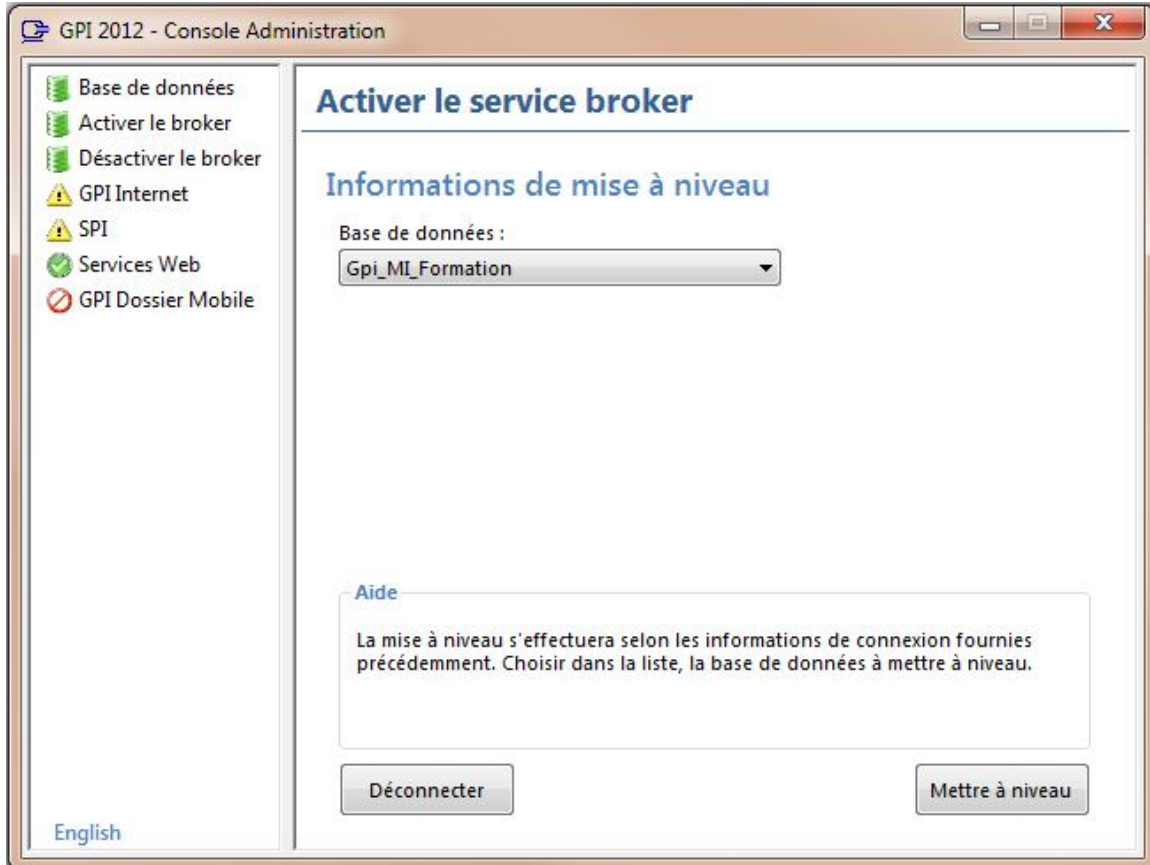 GPI 2012 - Console Administration
Base de données
Activer le broker
Désactiver le broker
GPI Internet
SPI
Services Web
GPI Dossier Mobile
English
Activer le service broker
Informations de mise à niveau
Base de données :
Gpi_MI_Formation
Aide
La mise à niveau s'effectuera selon les informations de connexion fournies
précédemment. Choisir dans la liste, la base de données à mettre à niveau.
Déconnecter
Mettre à niveau